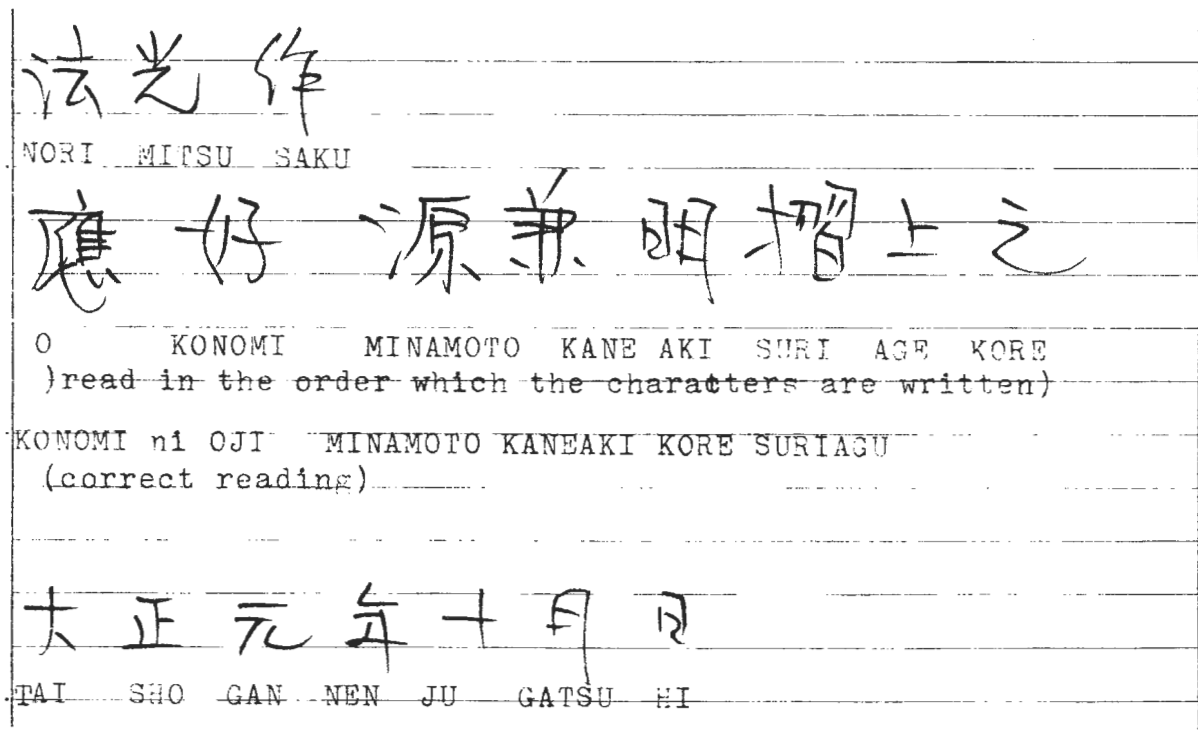 法光作
NORI MITSU SAKU
應好 源兼明摺上之
O KONOMI MINAMOTO KANE AKI SURI AGE KORE
)read in the order which the charatters are written)
KONOMI ni OJI MINAMOTO KANEAKI KORE SURIAGU
(correct reading)
大正元年十月日
TAI SHO GAN NEN JU GATSU HI